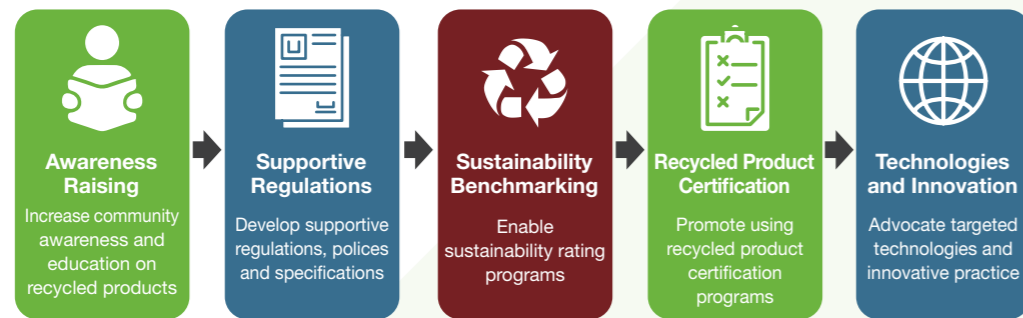 Awareness
Raising
Increase community
awareness and
education on
recycled products
Supportive
Regulations
Develop supportive
regulations, polices
and specifications
Sustainability
Benchmarking
Enable
sustainability rating
programs
Recycled Product
Certification
Promote using
recycled product
certification
programs
Technologies
and Innovation
Advocate targeted
technologies and
innovative practice